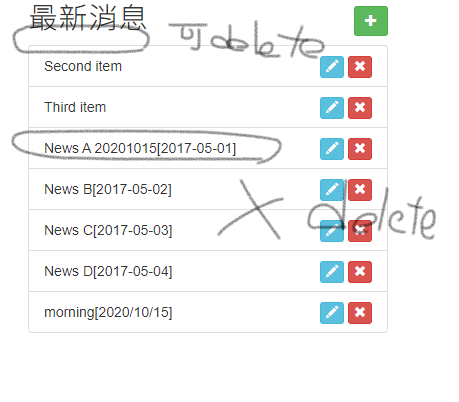 最新消息
可delete
Second item
Third item
News A 20201015[2017-05-01]
News B[2017-05-02]
X delete
News C[2017-05-03]
News D[2017-05-04]
morning[2020/10/15]